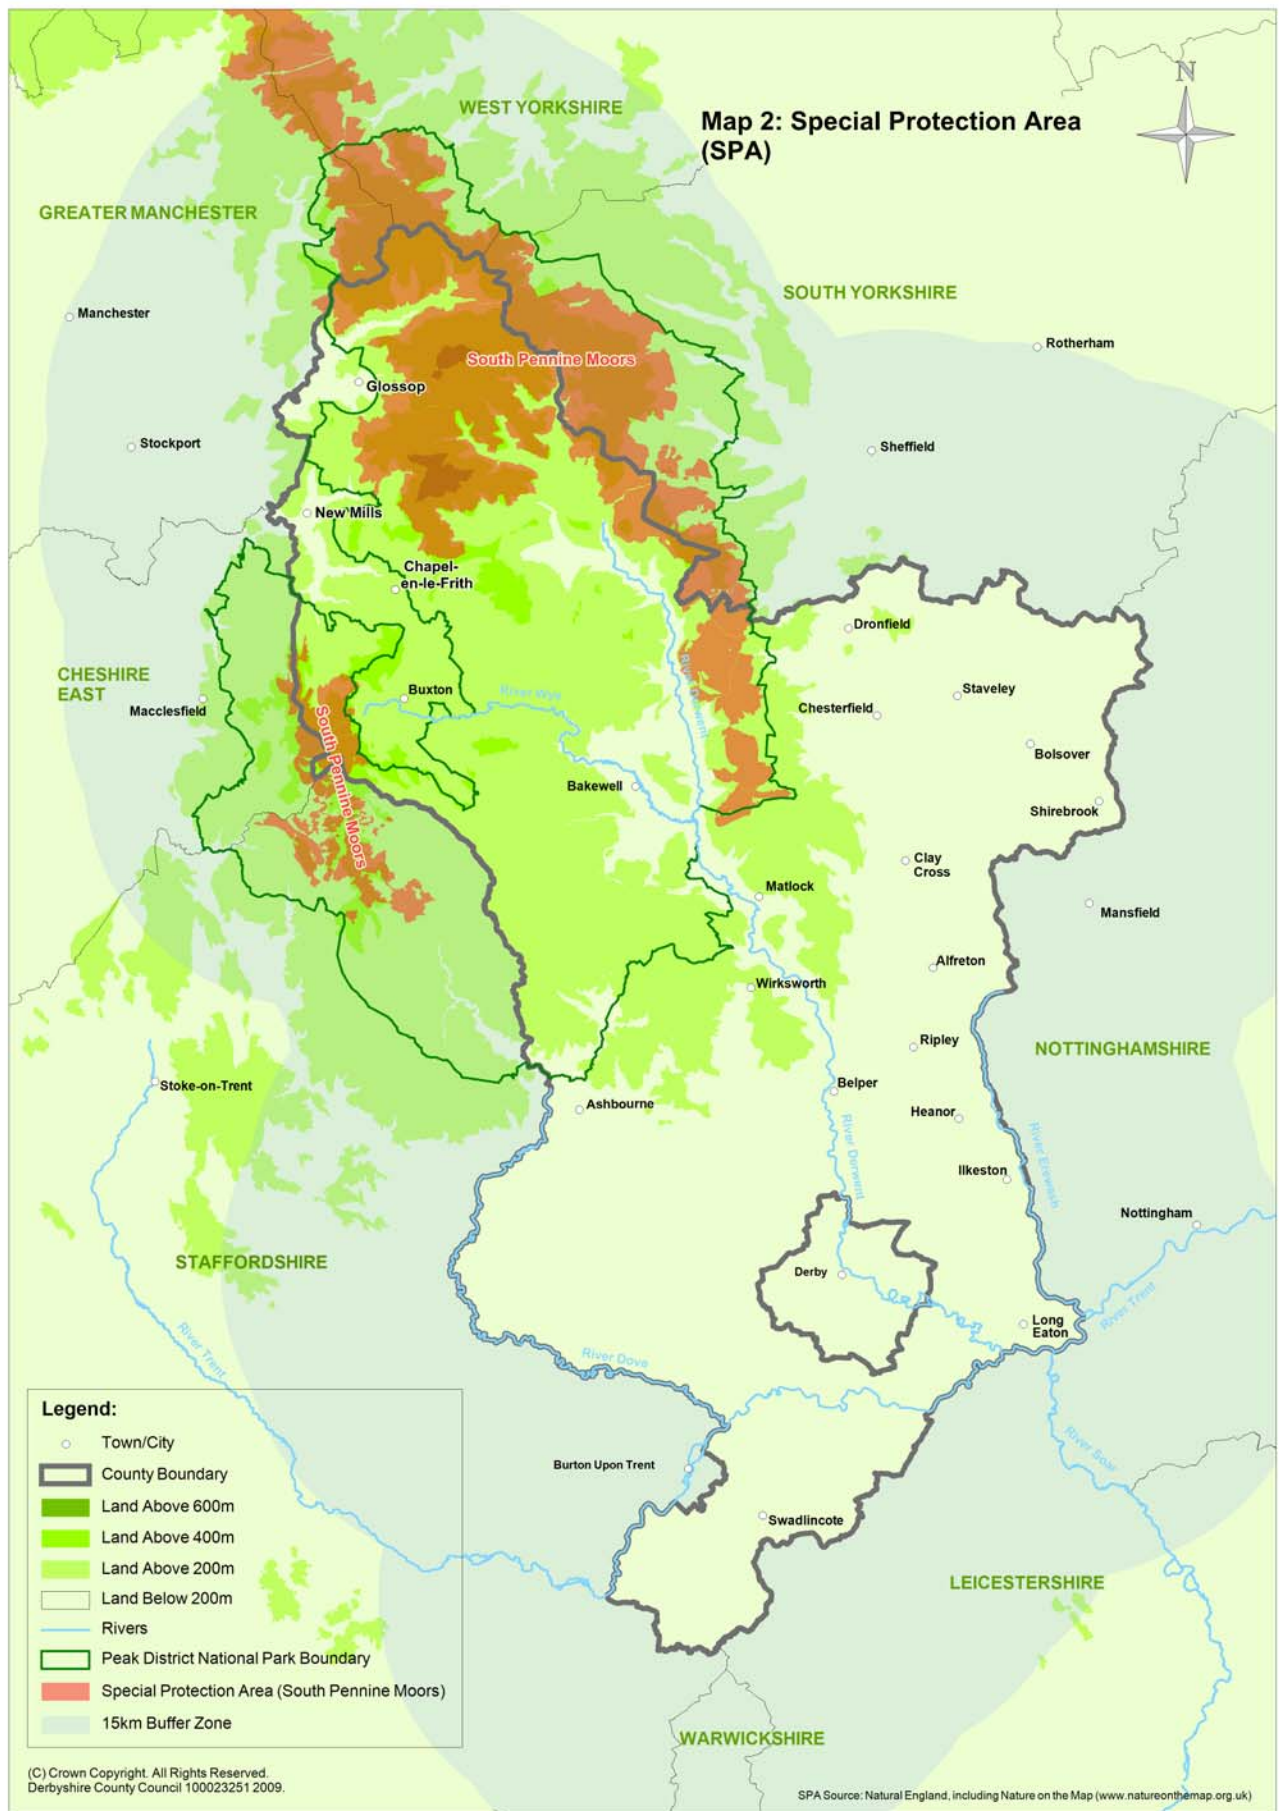 WEST YORKSHIRE
N
Map 2: Special Protection Area
(SPA)
GREATER MANCHESTER
SOUTH YORKSHIRE
Manchester
Rotherham
South Pennine Moors
Glossop
Stockport
Sheffield
New Mills
Chapel-
en-le-Frith
Dronfield
CHESHIRE
EAST
Macclesfield
Buxton
River Wye
River Derwent
Staveley
Chesterfield
South Pennine Moors
Bolsover
Bakewell
Shirebrook
Clay
Cross
Matlock
Mansfield
Alfreton
Wirksworth
Ripley
NOTTINGHAMSHIRE
Stoke-on-Trent
Belper
Ashbourne
Heanor
River Derwent
River Erewash
Ilkeston
Nottingham
STAFFORDSHIRE
Derby
River Trent
Long
Eaton
River Trent
River Dove
River Soar
Burton Upon Trent
Swadlincote
LEICESTERSHIRE
WARWICKSHIRE
Legend:
Town/City
County Boundary
Land Above 600m
Land Above 400m
Land Above 200m
Land Below 200m
Rivers
Peak District National Park Boundary
Special Protection Area (South Pennine Moors)
15km Buffer Zone
(C) Crown Copyright. All Rights Reserved.
Derbyshire County Council 100023251 2009.
SPA Source: Natural England, including Nature on the Map (www.natureonthemap.org.uk)